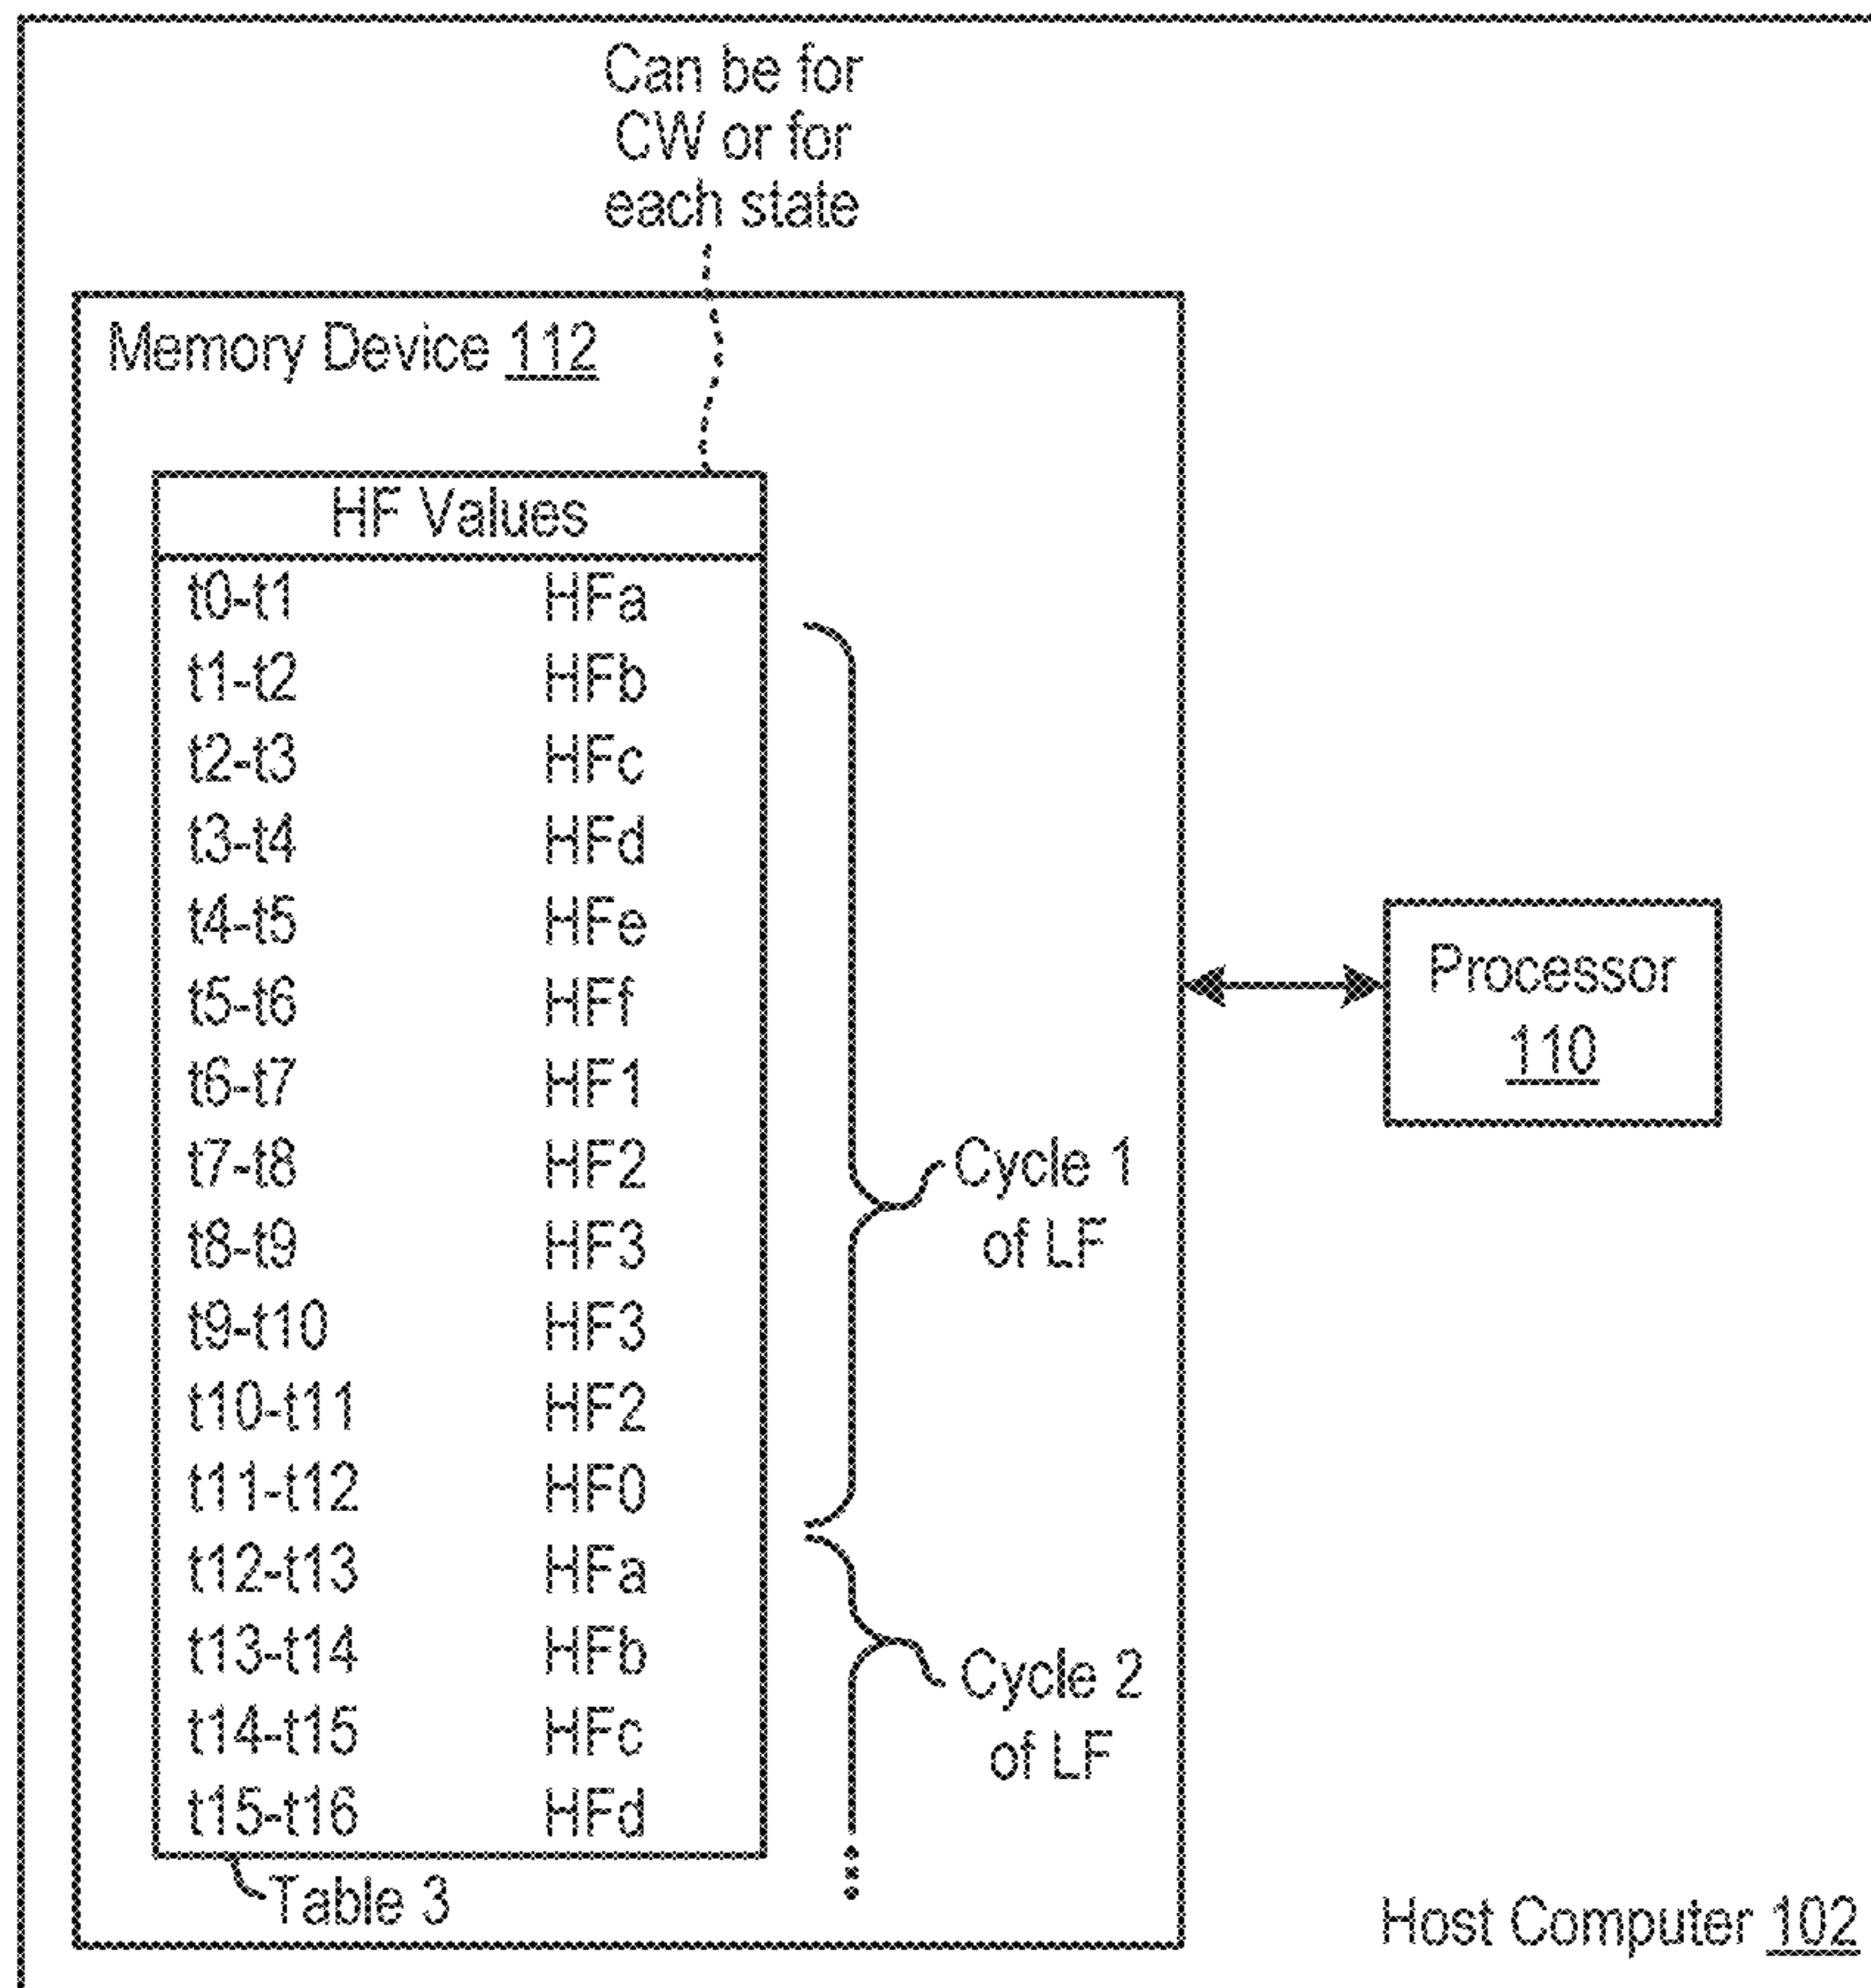 Can be for
CW or for
each state
Memory Device 112
HF Values
t0-t1 HFa
t1-t2 HFb
t2-t3 HFc
t3-t4 HFd
t4-t5 HFe
t5-t6 HFf
t6-t7 HF1
t7-t8 HF2
t8-t9 HF3
t9-t10 HF3
t10-t11 HF2
t11-t12 HF0
t12-t13 HFa
t13-t14 HFb
t14-t15 HFc
t15-t16 HFd
Table 3
Cycle 1
of LF
Cycle 2
of LF
Processor
110
Host Computer 102